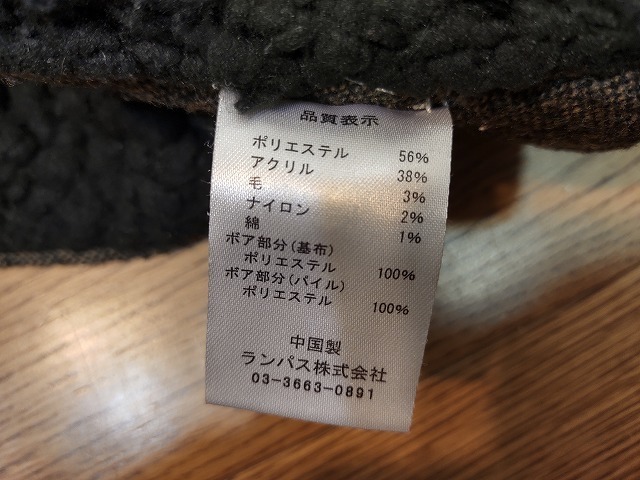 品質表示
ポリエステル 56%
アクリル 38%
毛 3%
ナイロン 2%
綿 1%
ボア部分(基布)
ポリエステル 100%
ボア部分(パイル)
ポリエステル 100%
中国製
ランパス株式会社
03-3663-0891